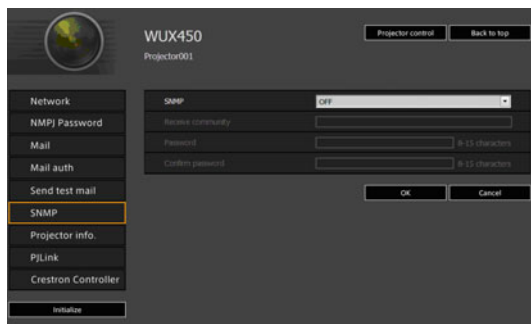 WUX450
Projector001
Projector control
Back to top
Network
NMPJ Password
Mail
Mail auth
Send test mail
SNMP
Projector info.
PJLink
Crestron Controller
Initialize
SNMP OFF
Receive community
Password 8-15 characters
Confirm password 8-15 characters
OK Cancel